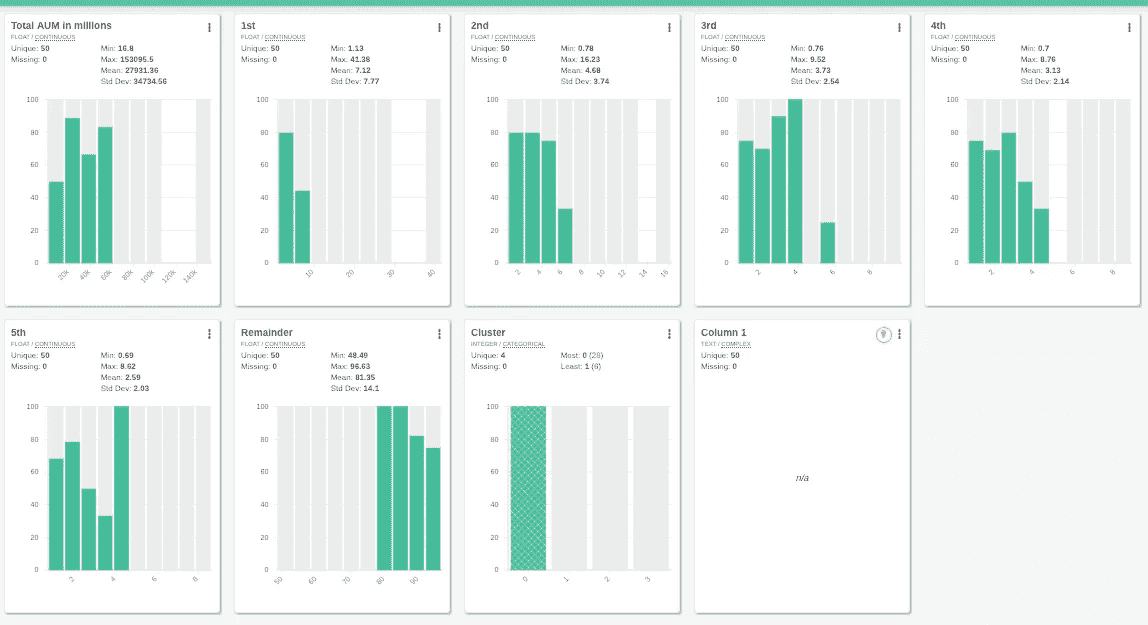 Total AUM in millions
FLOAT / CONTINUOUS
Unique: 50
Missing: 0
Min: 16.8
Max: 153095.5
Mean: 27931.36
Std Dev: 34734.56
100
80
60
40
20
0
20k 40k 60k 80k 100k 120k 140k
1st
FLOAT / CONTINUOUS
Unique: 50
Missing: 0
Min: 1.13
Max: 41.38
Mean: 7.12
Std Dev: 7.77
100
80
60
40
20
0
10 20 30 40
2nd
FLOAT / CONTINUOUS
Unique: 50
Missing: 0
Min: 0.78
Max: 16.23
Mean: 4.68
Std Dev: 3.74
100
80
60
40
20
0
2 4 6 8 10 12 14 16
3rd
FLOAT / CONTINUOUS
Unique: 50
Missing: 0
Min: 0.76
Max: 9.52
Mean: 3.73
Std Dev: 2.54
100
80
60
40
20
0
2 4 6 8
4th
FLOAT / CONTINUOUS
Unique: 50
Missing: 0
Min: 0.7
Max: 8.76
Mean: 3.13
Std Dev: 2.14
100
80
60
40
20
0
2 4 6 8
5th
FLOAT / CONTINUOUS
Unique: 50
Missing: 0
Min: 0.69
Max: 8.62
Mean: 2.59
Std Dev: 2.03
100
80
60
40
20
0
2 4 6 8
Remainder
FLOAT / CONTINUOUS
Unique: 50
Missing: 0
Min: 48.49
Max: 96.63
Mean: 81.35
Std Dev: 14.1
100
80
60
40
20
0
50 60 70 80 90
Cluster
INTEGER / CATEGORICAL
Unique: 4
Missing: 0
Most: 0 (28)
Least: 1 (6)
100
80
60
40
20
0
0 1 2 3
Column 1
TEXT / COMPLEX
Unique: 50
Missing: 0
n/a